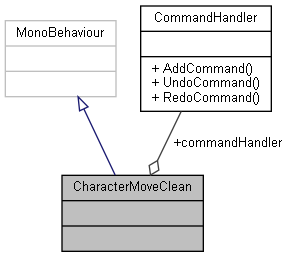 CommandHandler
MonoBehaviour
+ AddCommand()
+ UndoCommand()
+ RedoCommand()
+commandHandler
CharacterMoveClean